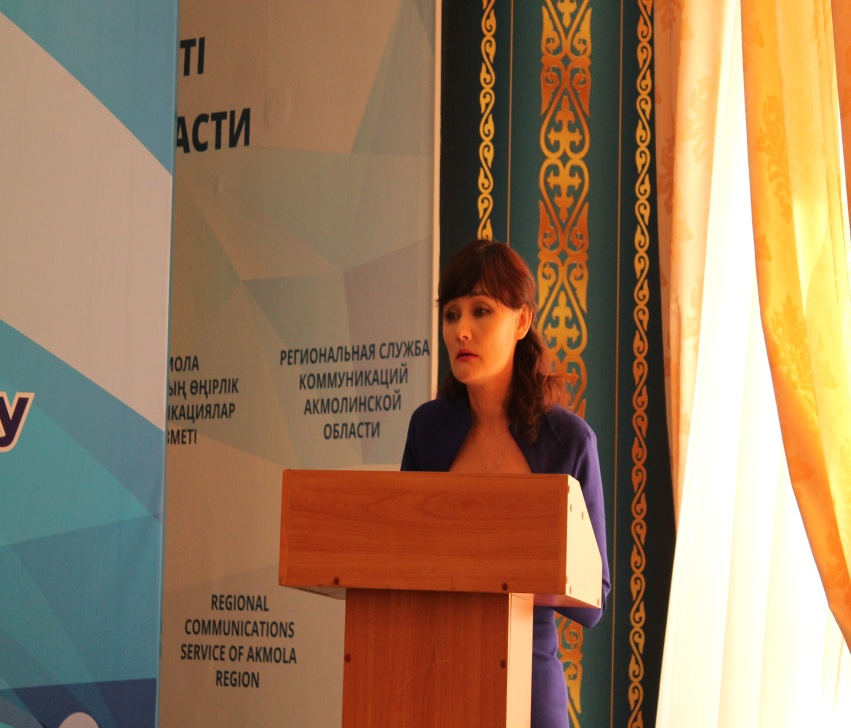 ТІ
АСТИ
МОЛА
ЫҢ ӨҢІРЛІК
ИКАЦИЯЛАР
ЗМЕТІ
РЕГИОНАЛЬНАЯ СЛУЖБА
КОММУНИКАЦИЙ
АКМОЛИНСКОЙ
ОБЛАСТИ
у
REGIONAL
COMMUNICATIONS
SERVICE OF AKMOLA
REGION